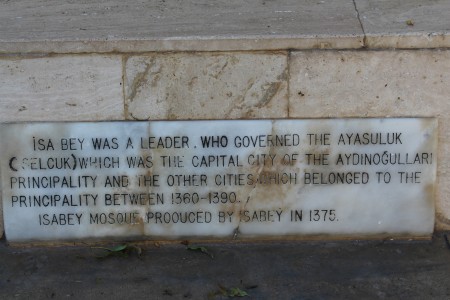 İSA BEY WAS A LEADER, WHO GOVERNED THE AYASULUK
(SELCUK) WHICH WAS THE CAPITAL CITY OF THE AYDINOĞULLARI
PRINCIPALITY AND THE OTHER CITIES WHICH BELONGED TO THE
PRINCIPALITY BETWEEN 1360-1390.
ISABEY MOSQUE PRODUCED BY ISABEY IN 1375.